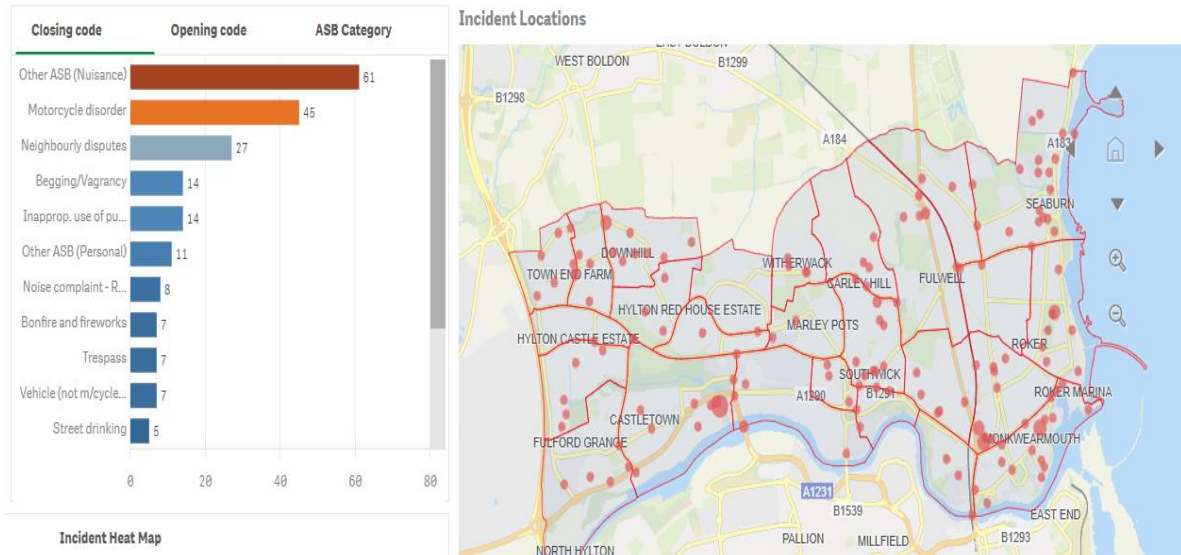 Closing code
Opening code
ASB Category
Other ASB (Nuisance)
61
Motorcycle disorder
45
Neighbourly disputes
27
Begging/Vagrancy
14
Inapprop. use of pu...
14
Other ASB (Personal)
11
Noise complaint - R...
8
Bonfire and fireworks
7
Trespass
7
Vehicle (not m/cycle...
7
Street drinking
5
0 20 40 60 80
Incident Heat Map
Incident Locations
WEST BOLDON
EAST BOLDON
B1299
B1298
A184
A183
SEABURN
DOWNHILL
TOWN END FARM
WITHERWACK
CARLEY HILL
FULWELL
HYLTON RED HOUSE ESTATE
MARLEY POTS
HYLTON CASTLE ESTATE
ROKER
SOUTHWICK
A1290
B1291
ROKER MARINA
CASTLETOWN
FULFORD GRANGE
MONKWEARMOUTH
A1231
B1539
EAST END
PALLION
MILLFIELD
B1293
NORTH HYLTON